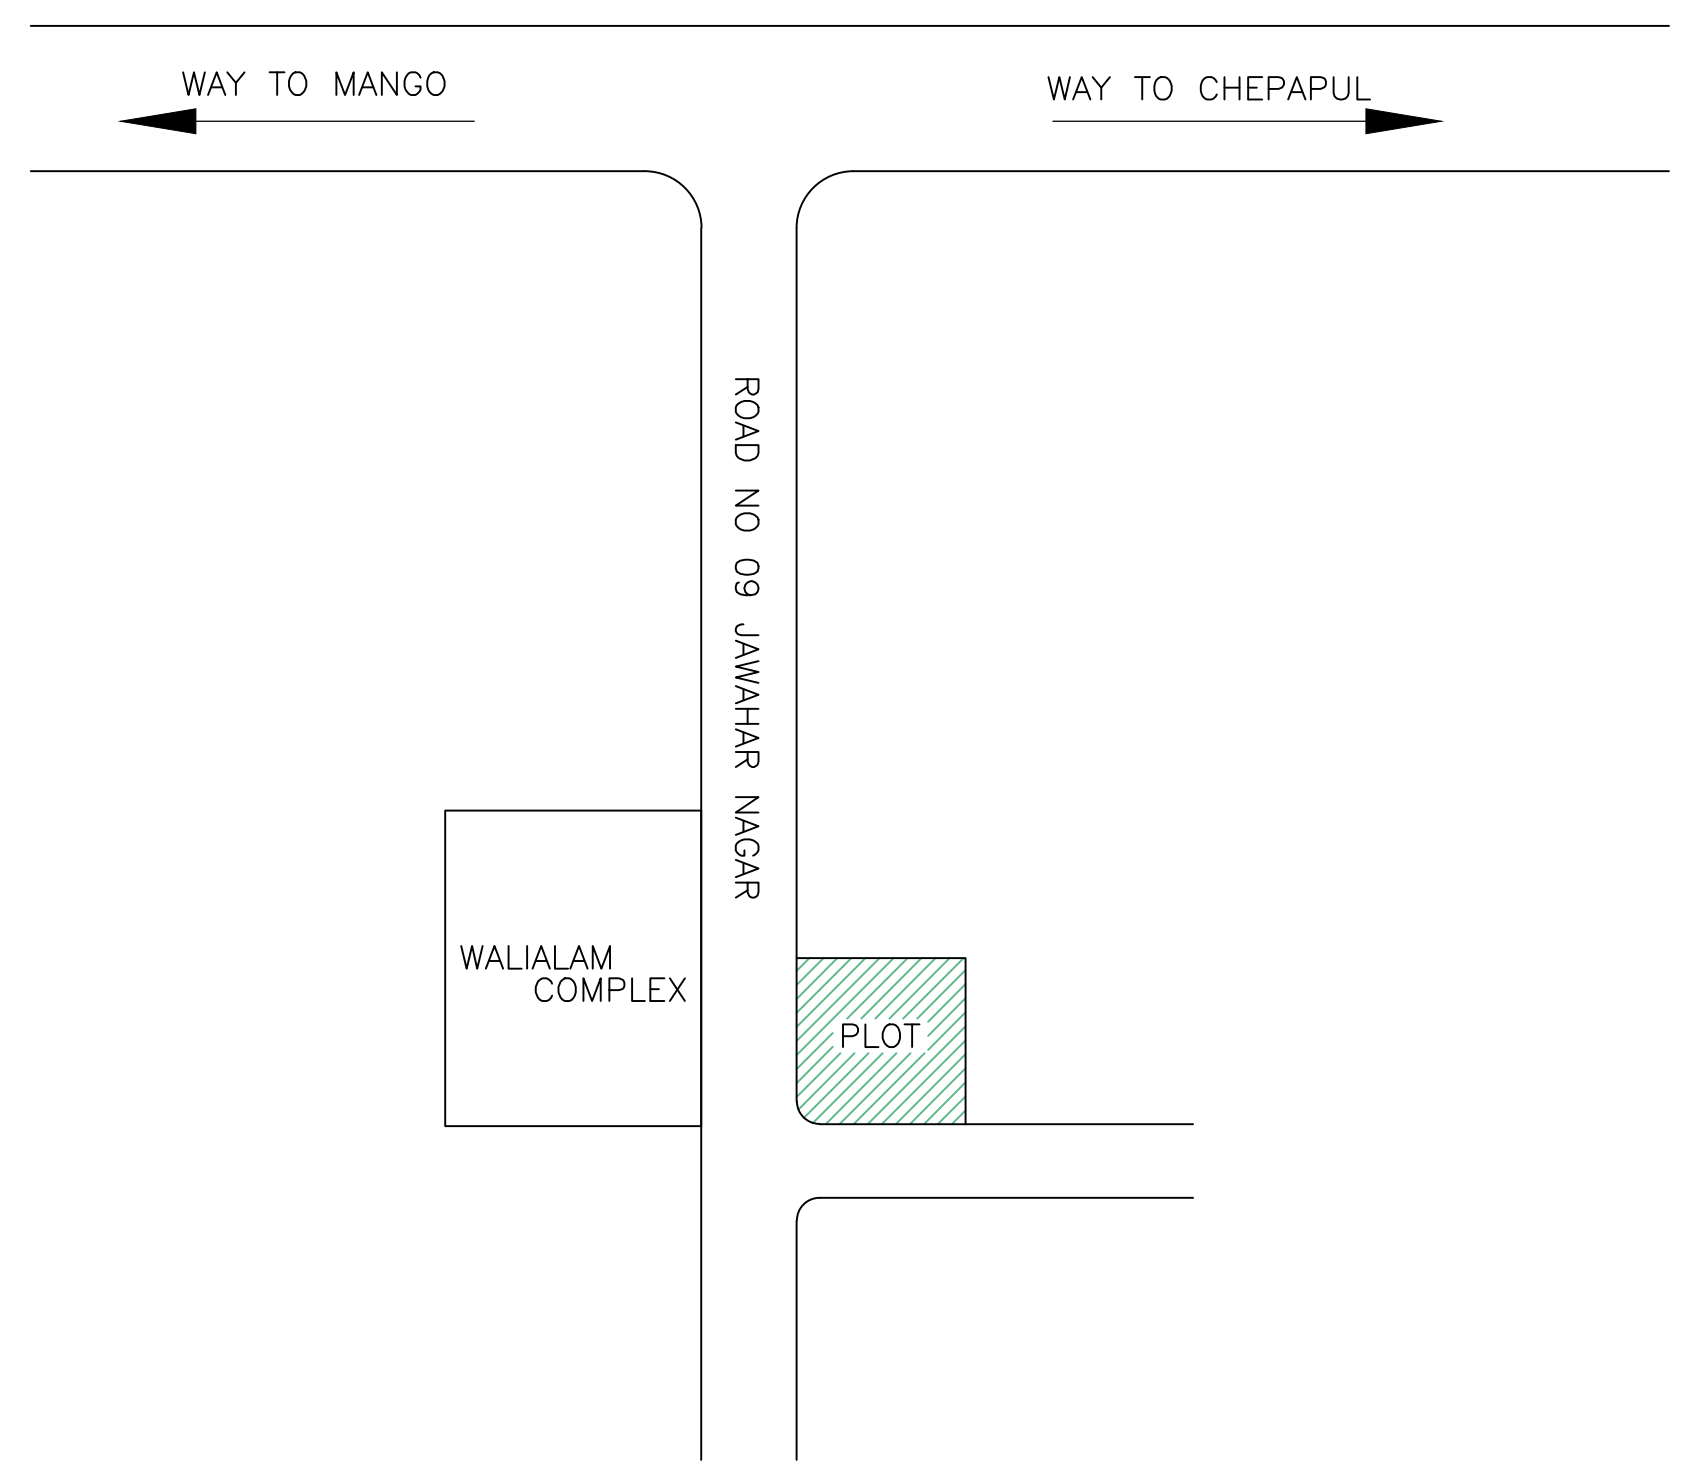 WAY TO MANGO
WAY TO CHEPAPUL
ROAD NO 09 JAWAHAR NAGAR
WALIALAM
COMPLEX
PLOT